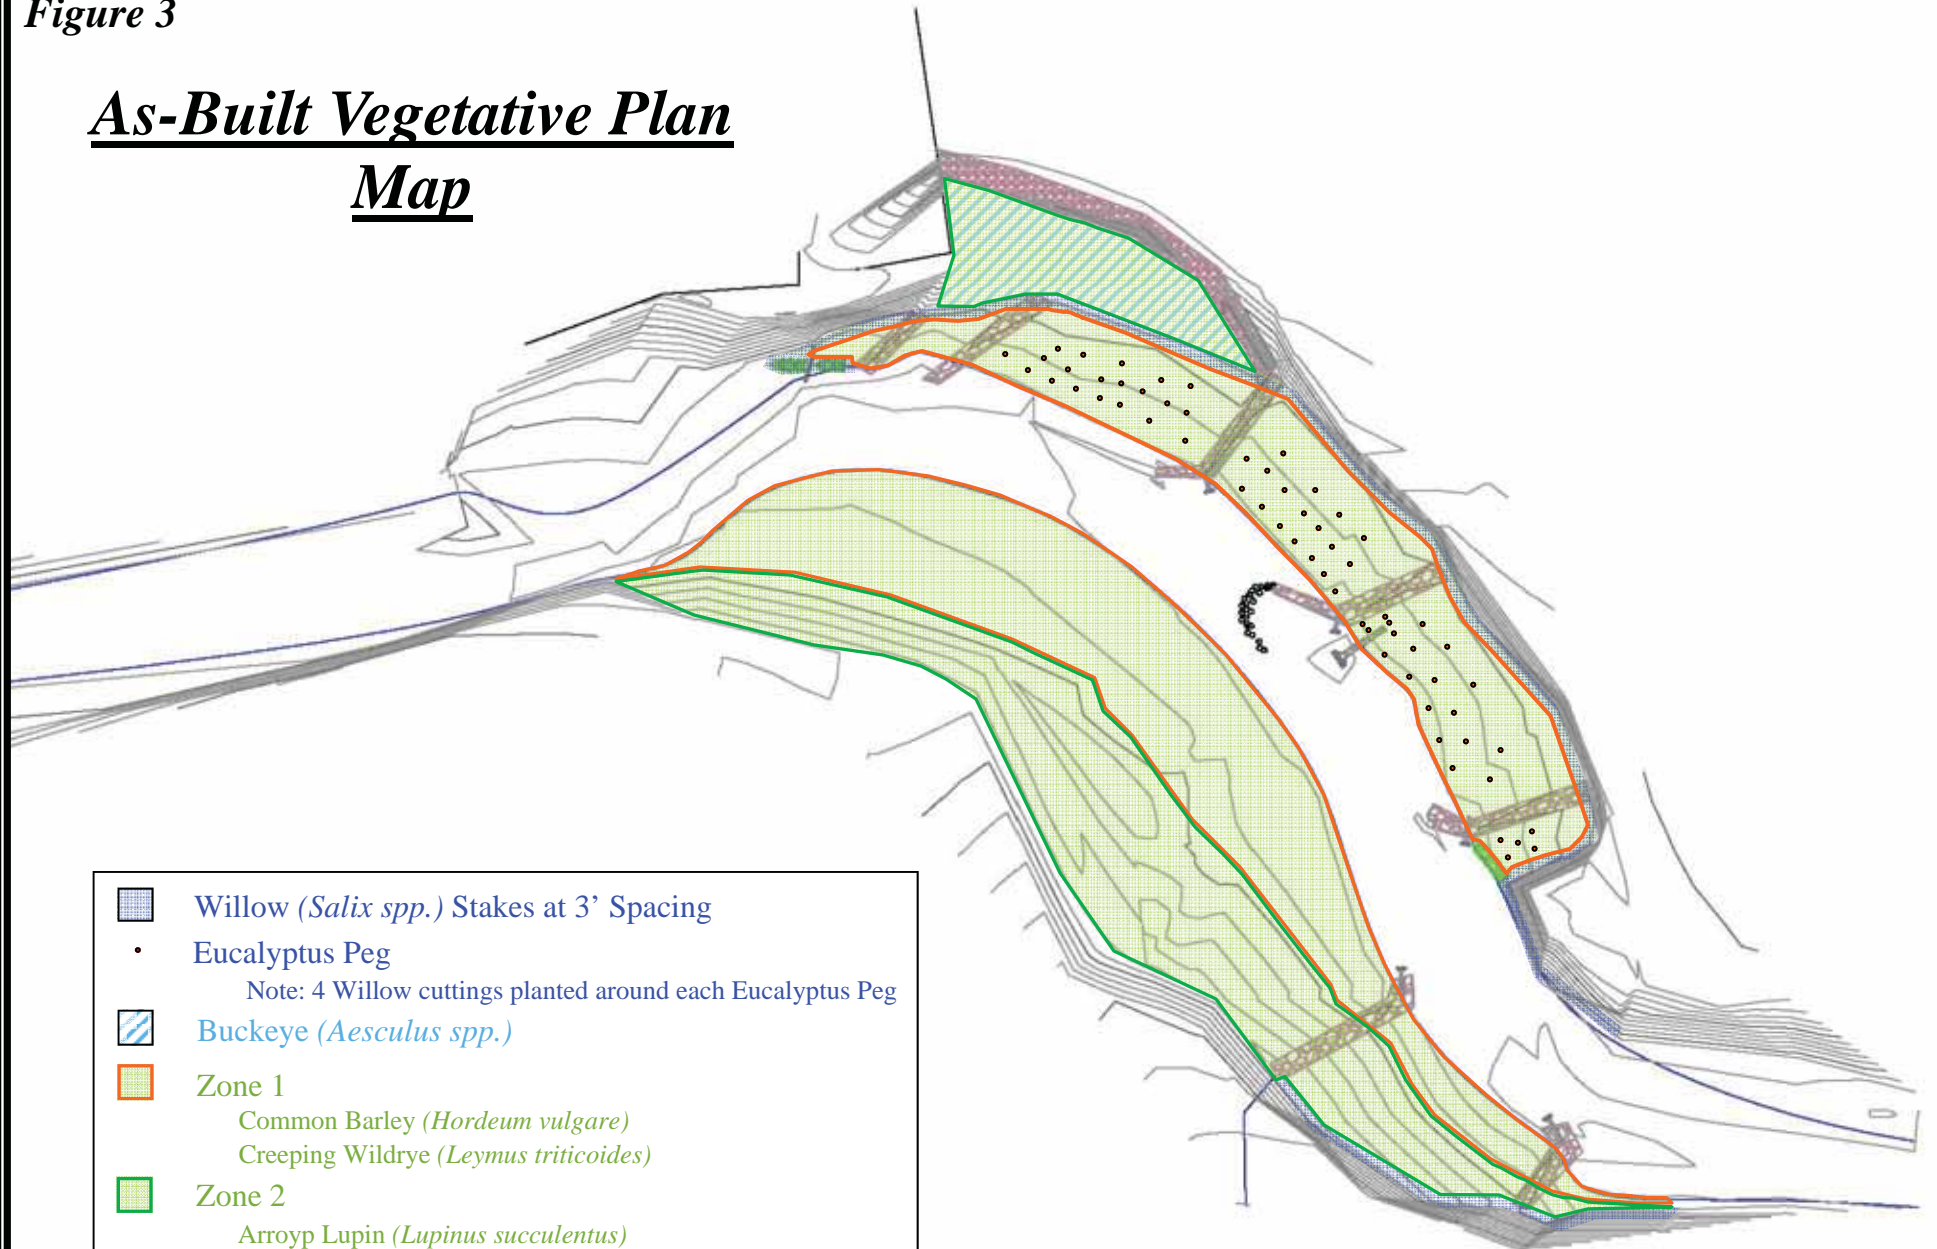 Figure 3
As-Built Vegetative Plan
Map
Willow (Salix spp.) Stakes at 3’ Spacing
Eucalyptus Peg
Note: 4 Willow cuttings planted around each Eucalyptus Peg
Buckeye (Aesculus spp.)
Zone 1
Common Barley (Hordeum vulgare)
Creeping Wildrye (Leymus triticoides)
Zone 2
Arroyp Lupin (Lupinus succulentus)